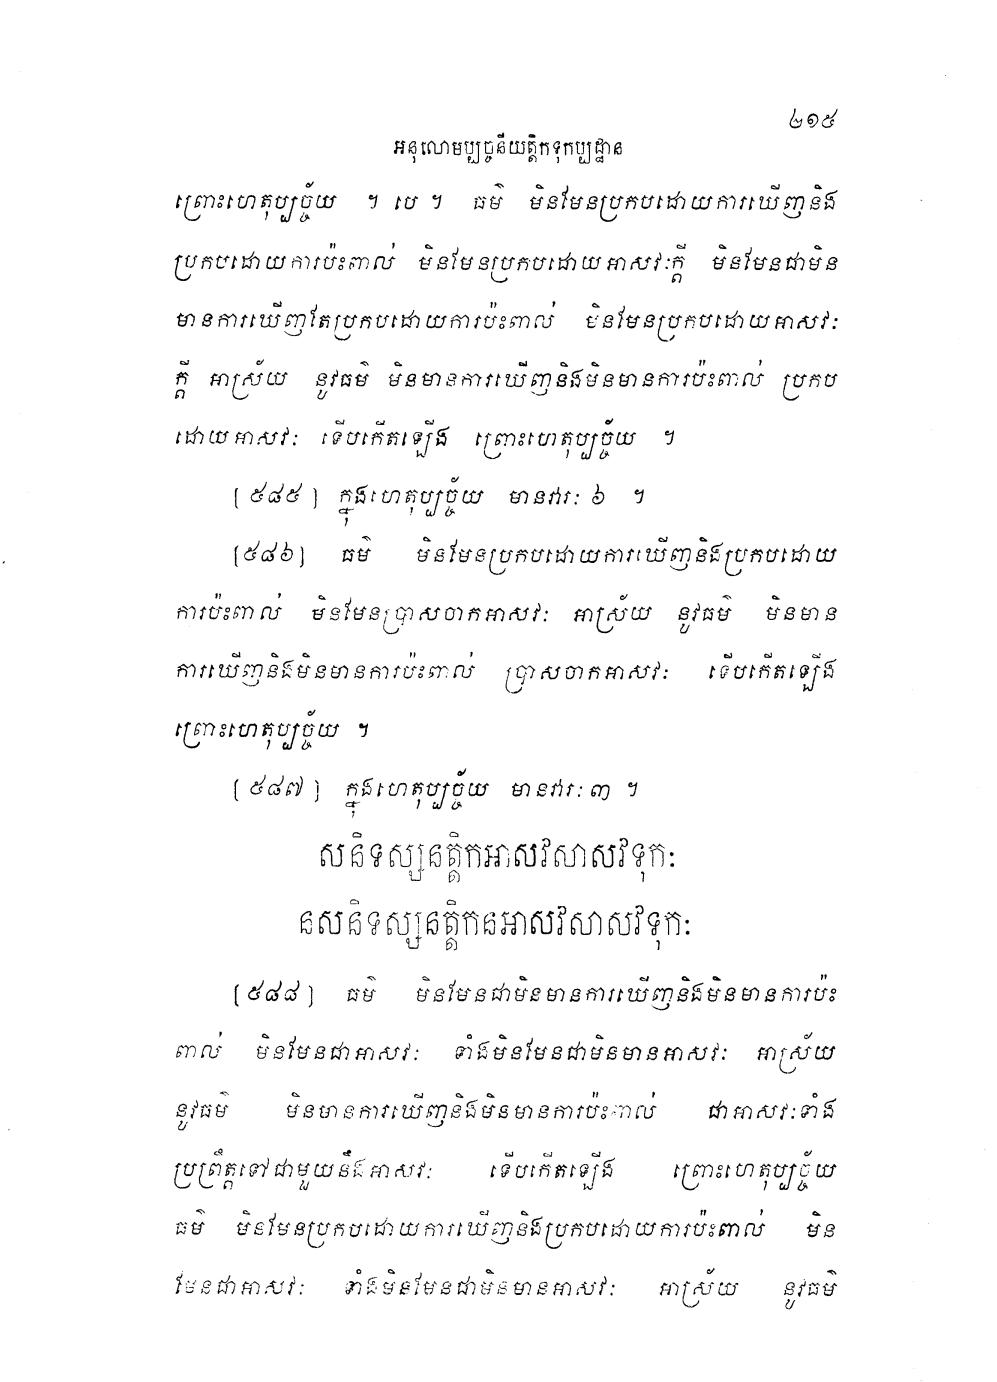 ២១៥
អនុលោមប្បច្ចនីយត្តិកទុកប្បដ្ឋាន
ព្រោះហេតុប្បច្ច័យ ។ បេ ។ ធម៌ មិនមែនប្រកបដោយការឃើញនិង
ប្រកបដោយការប៉ះពាល់ មិនមែនប្រកបដោយអាសវៈក្តី មិនមែនជាមិន
មានការឃើញតែប្រកបដោយការប៉ះពាល់ មិនមែនប្រកបដោយអាសវៈ
ក្តី អាស្រ័យ នូវធម៌ មិនមានការឃើញនិងមិនមានការប៉ះពាល់ ប្រកប
ដោយអាសវៈ ទើបកើតឡើង ព្រោះហេតុប្បច្ច័យ ។
[៥៨៥] ក្នុងហេតុប្បច្ច័យ មានវារៈ ៦ ។
[៥៨៦] ធម៌ មិនមែនប្រកបដោយការឃើញនិងប្រកបដោយ
ការប៉ះពាល់ មិនមែនប្រាសចាកអាសវៈ អាស្រ័យ នូវធម៌ មិនមាន
ការឃើញនិងមិនមានការប៉ះពាល់ ប្រាសចាកអាសវៈ ទើបកើតឡើង
ព្រោះហេតុប្បច្ច័យ ។
[៥៨៧] ក្នុងហេតុប្បច្ច័យ មានវារៈ ៣ ។
សនិទស្សនត្តិកអាសវសាសវទុកៈ
នសនិទស្សនត្តិកនអាសវសាសវទុកៈ
[៥៨៨] ធម៌ មិនមែនជាមិនមានការឃើញនិងមិនមានការប៉ះ
ពាល់ មិនមែនជាអាសវៈ ទាំងមិនមែនជាមិនមានអាសវៈ អាស្រ័យ
នូវធម៌ មិនមានការឃើញនិងមិនមានការប៉ះពាល់ ជាអាសវៈទាំង
ប្រព្រឹត្តទៅជាមួយនឹងអាសវៈ ទើបកើតឡើង ព្រោះហេតុប្បច្ច័យ
ធម៌ មិនមែនប្រកបដោយការឃើញនិងប្រកបដោយការប៉ះពាល់ មិន
មែនជាអាសវៈ ទាំងមិនមែនជាមិនមានអាសវៈ អាស្រ័យ នូវធម៌